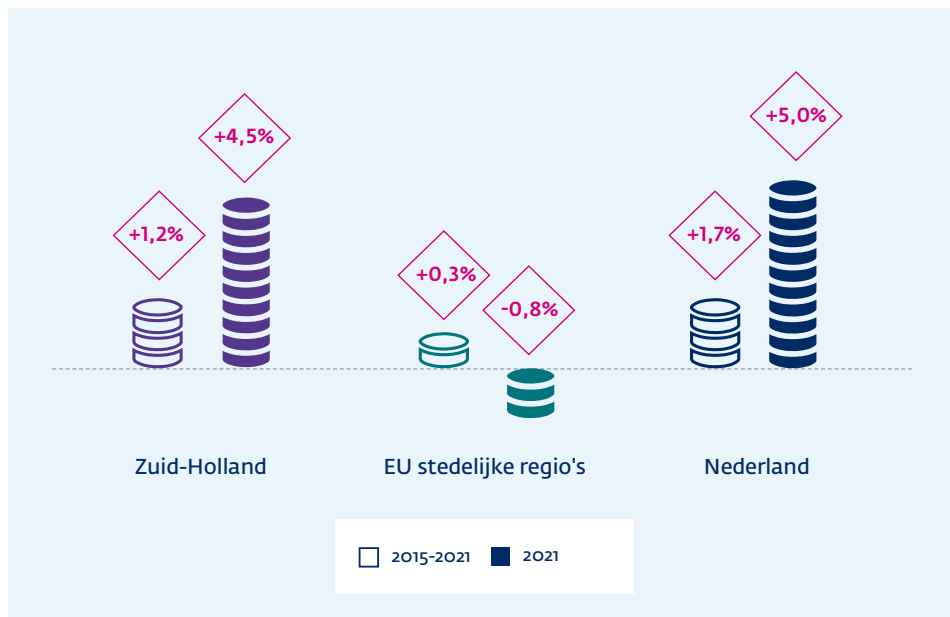 +1,2%
+4,5%
+0,3%
-0,8%
+1,7%
+5,0%
Zuid-Holland
EU stedelijke regio's
Nederland
2015-2021
2021